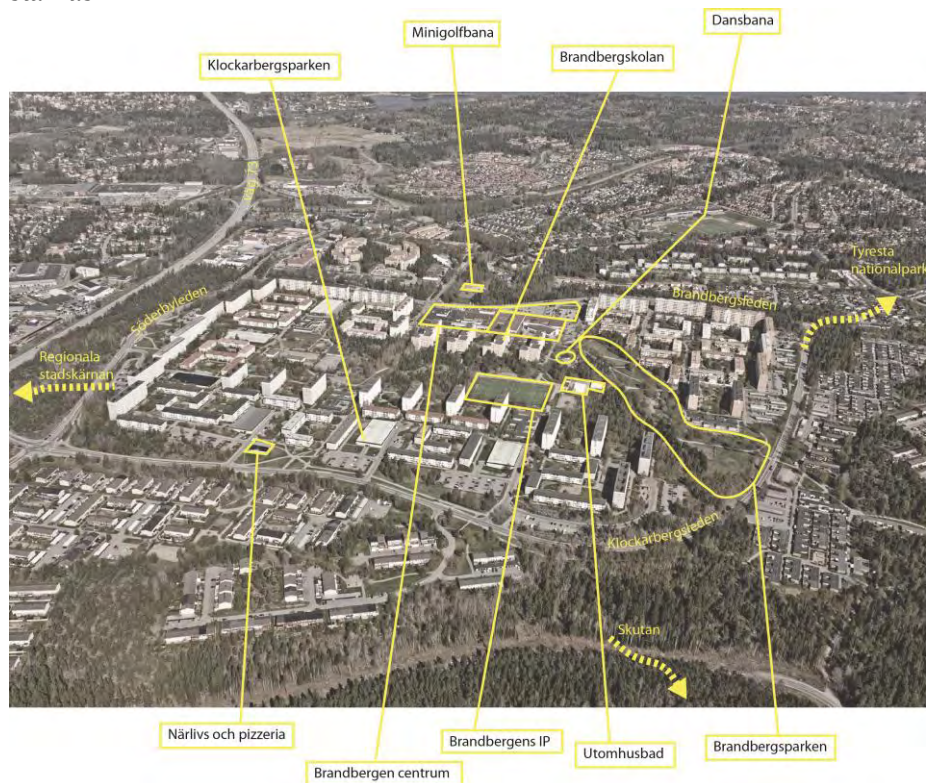 Dansbana
Minigolfbana
Brandbergskolan
Klockarbergsparken
väg 73
Tyresta
nationalpark
Söderbyleden
Brandbergsleden
Regionala
stadskärnan
Klockarbergsleden
Skutan
Närlivs och pizzeria
Brandbergens IP
Utomhusbad
Brandbergsparken
Brandbergen centrum